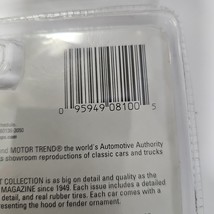 0 95949 08100 5
nd MOTOR TREND® the world's Automotive Authority
s showroom reproductions of classic cars and trucks
T COLLECTION is as big on detail and quality as the
MAGAZINE since 1949. Each issue includes a detailed
detail, and real rubber tires. Each car comes with a
esenting the hood or fender ornament.